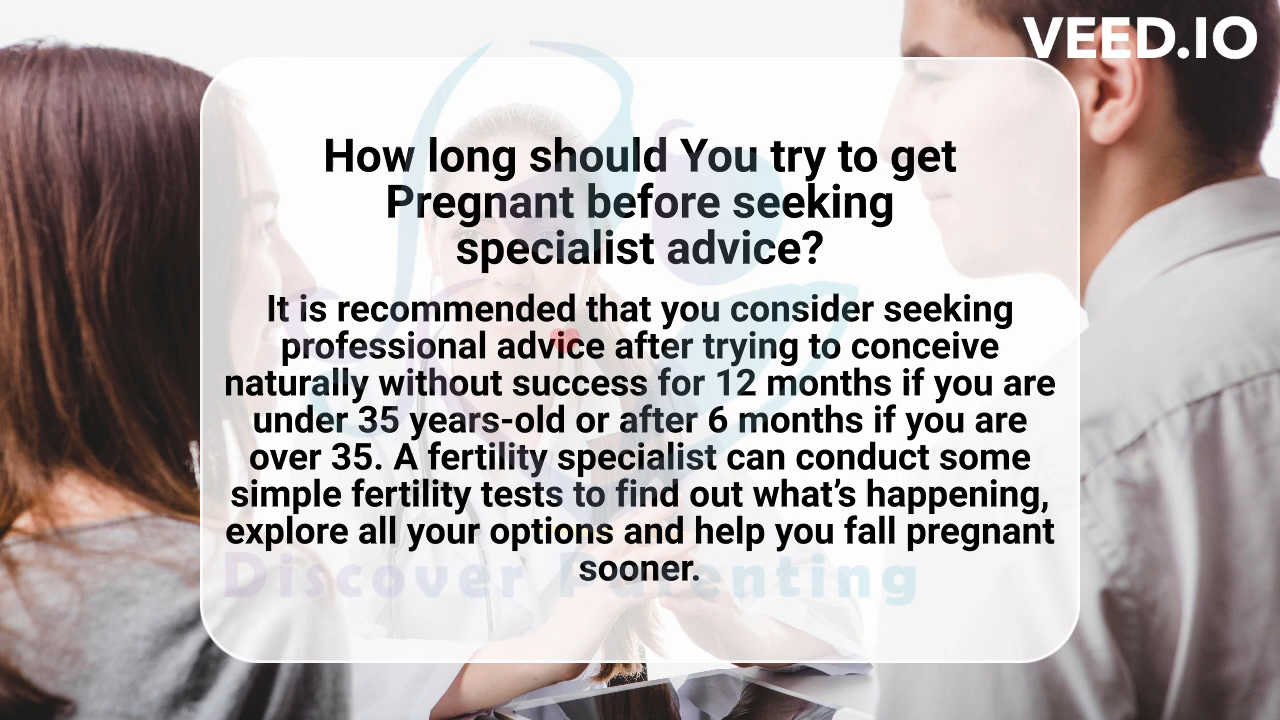 VEED.IO
How long should You try to get
Pregnant before seeking
specialist advice?
It is recommended that you consider seeking
professional advice after trying to conceive
naturally without success for 12 months if you are
under 35 years-old or after 6 months if you are
over 35. A fertility specialist can conduct some
simple fertility tests to find out what’s happening,
explore all your options and help you fall pregnant
sooner.
Discover Parenting